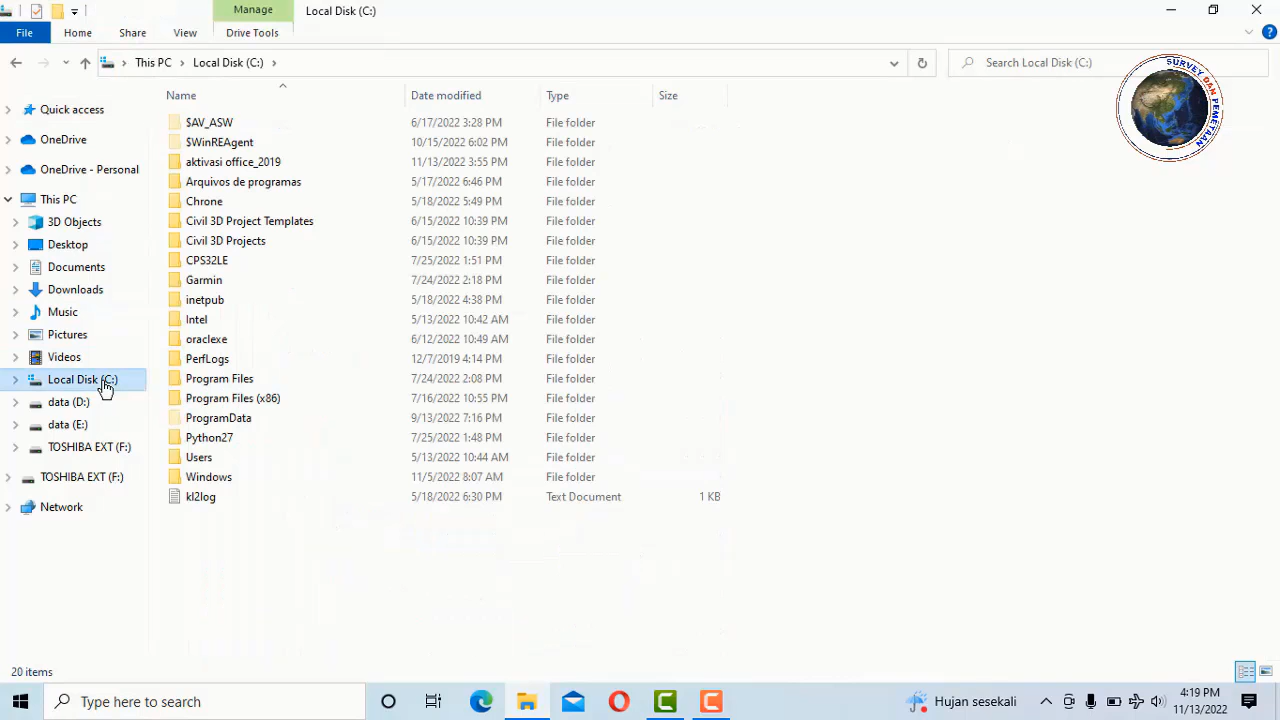 Manage
Local Disk (C:)
File
Home
Share
View
Drive Tools
This PC
Local Disk (C:)
Search Local Disk (C:)
SURVEY DAN PEMETAAN
Name
Date modified
Type
Size
Quick access
OneDrive
OneDrive - Personal
This PC
3D Objects
Desktop
Documents
Downloads
Music
Pictures
Videos
Local Disk (C:)
data (D:)
data (E:)
TOSHIBA EXT (F:)
TOSHIBA EXT (F:)
Network
$AV_ASW 6/17/2022 3:28 PM File folder
$WinREAgent 10/15/2022 6:02 PM File folder
aktivasi office_2019 11/13/2022 3:55 PM File folder
Arquivos de programas 5/17/2022 6:46 PM File folder
Chrone 5/18/2022 5:49 PM File folder
Civil 3D Project Templates 6/15/2022 10:39 PM File folder
Civil 3D Projects 6/15/2022 10:39 PM File folder
CPS32LE 7/25/2022 1:51 PM File folder
Garmin 7/24/2022 2:18 PM File folder
inetpub 5/18/2022 4:38 PM File folder
Intel 5/13/2022 10:42 AM File folder
oraclexe 6/12/2022 10:49 AM File folder
PerfLogs 12/7/2019 4:14 PM File folder
Program Files 7/24/2022 2:08 PM File folder
Program Files (x86) 7/16/2022 10:55 PM File folder
ProgramData 9/13/2022 7:16 PM File folder
Python27 7/25/2022 1:48 PM File folder
Users 5/13/2022 10:44 AM File folder
Windows 11/5/2022 8:07 AM File folder
kl2log 5/18/2022 6:30 PM Text Document 1 KB
20 items
Type here to search
Hujan sesekali
4:19 PM
11/13/2022